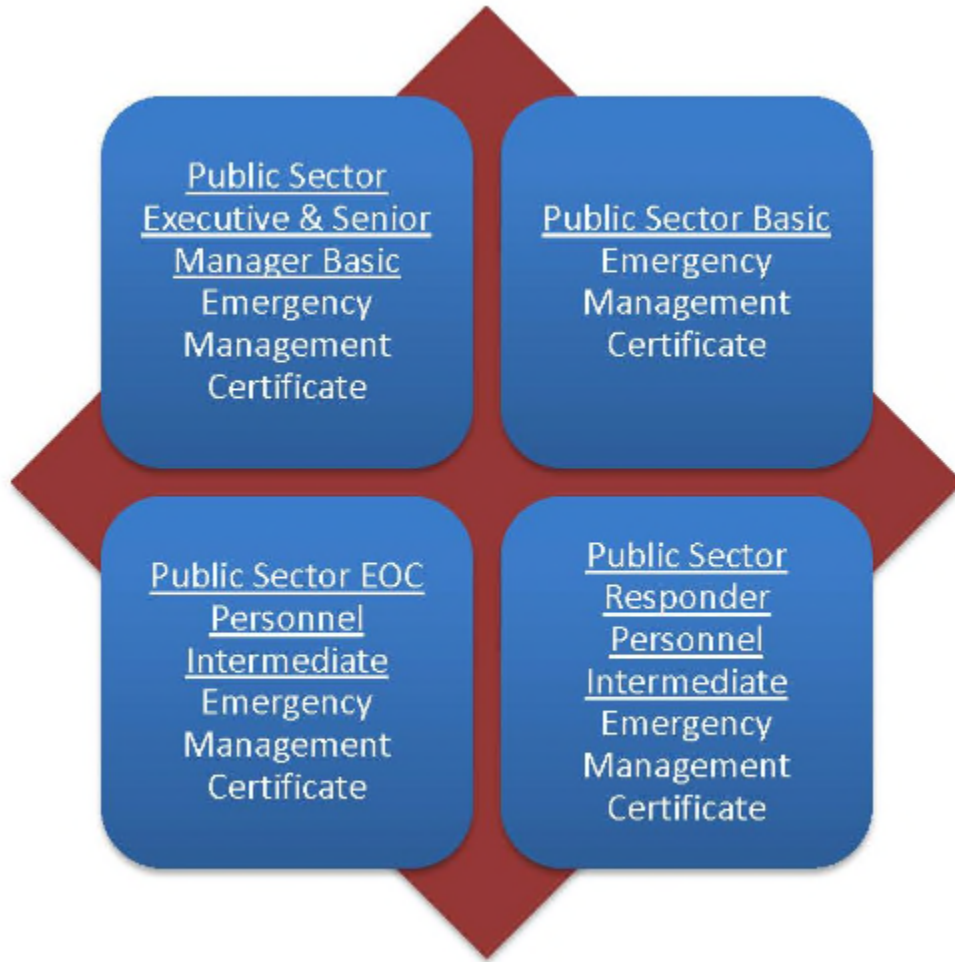 Public Sector
Executive & Senior
Manager Basic
Emergency
Management
Certificate
Public Sector Basic
Emergency
Management
Certificate
Public Sector EOC
Personnel
Intermediate
Emergency
Management
Certificate
Public Sector
Responder
Personnel
Intermediate
Emergency
Management
Certificate